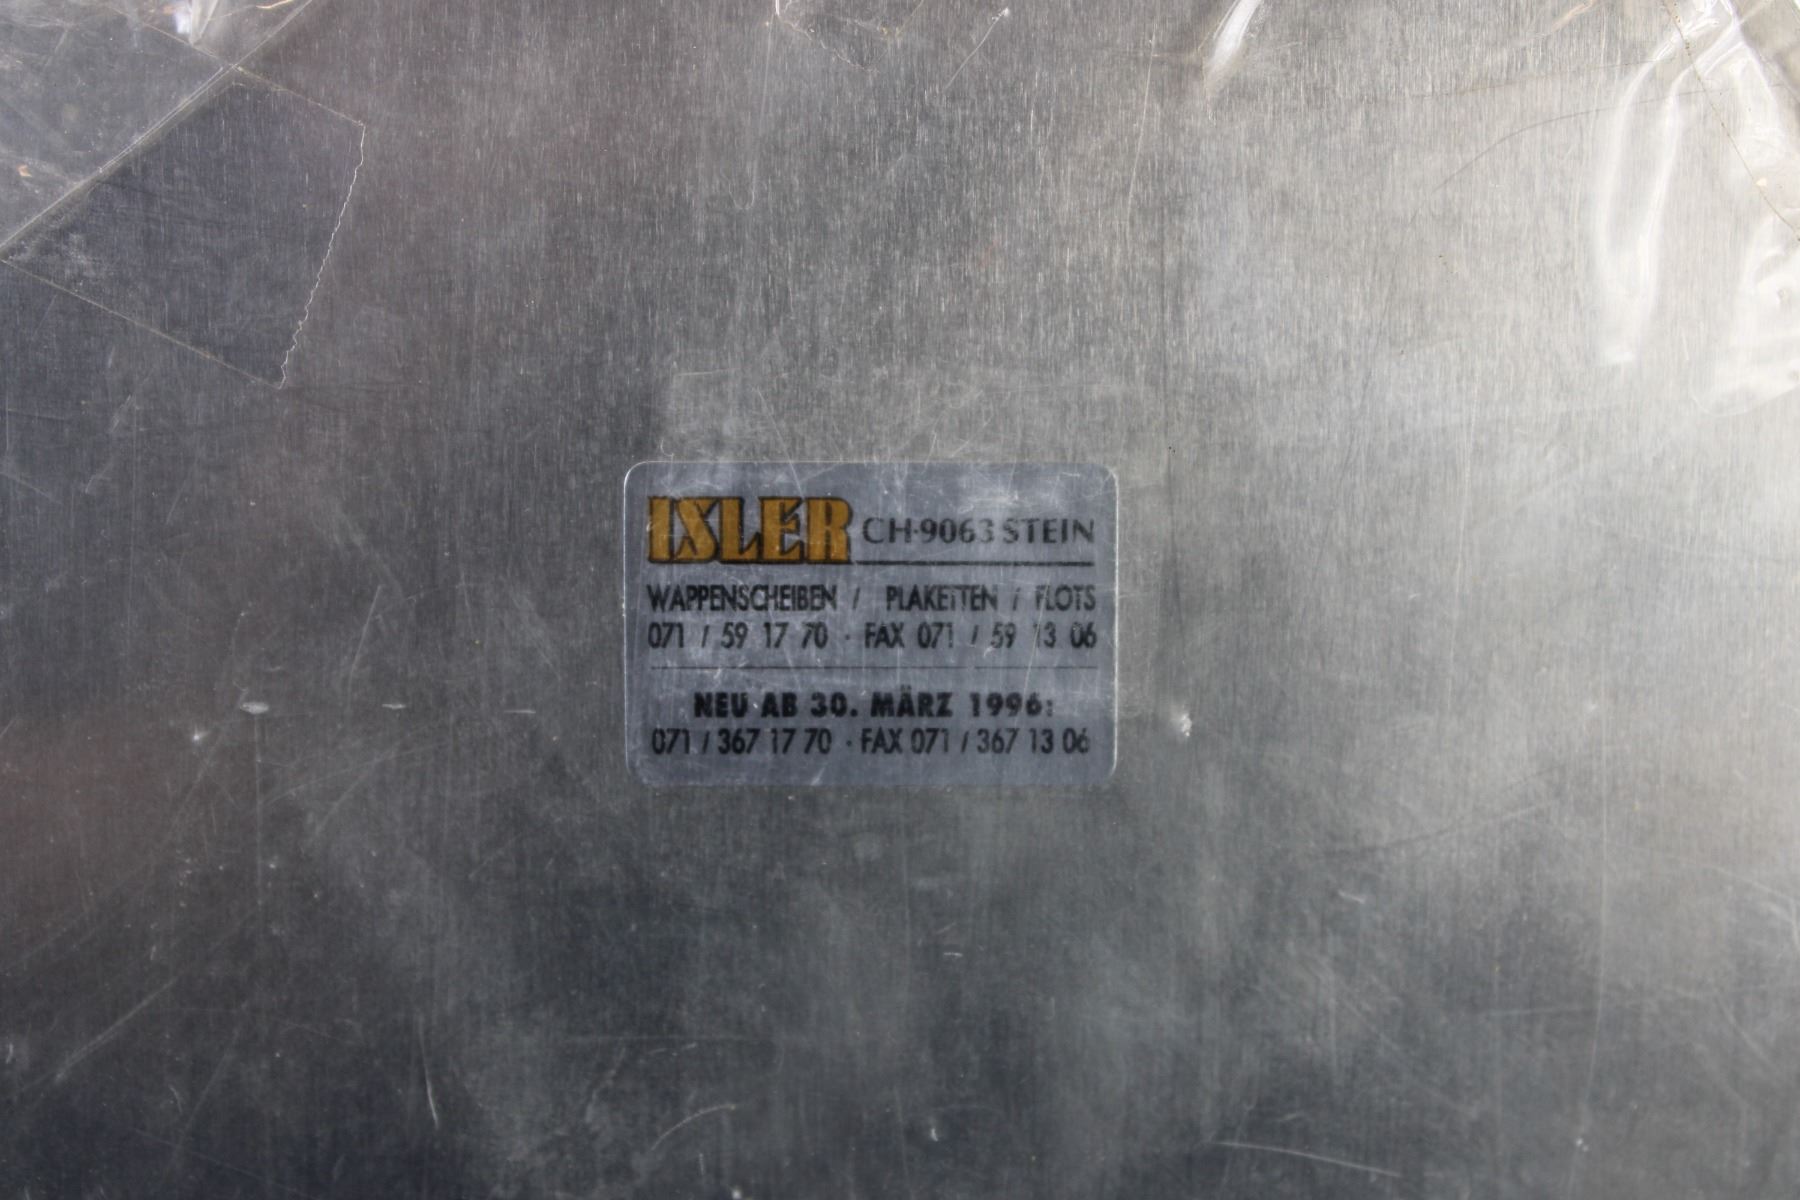 ISLER CH-9063 STEIN
WAPPENSCHEIBEN / PLAKETTEN / FLOTS
071 / 59 17 70 · FAX 071 / 59 13 06
NEU AB 30. MÄRZ 1996:
071 / 367 17 70 · FAX 071 / 367 13 06